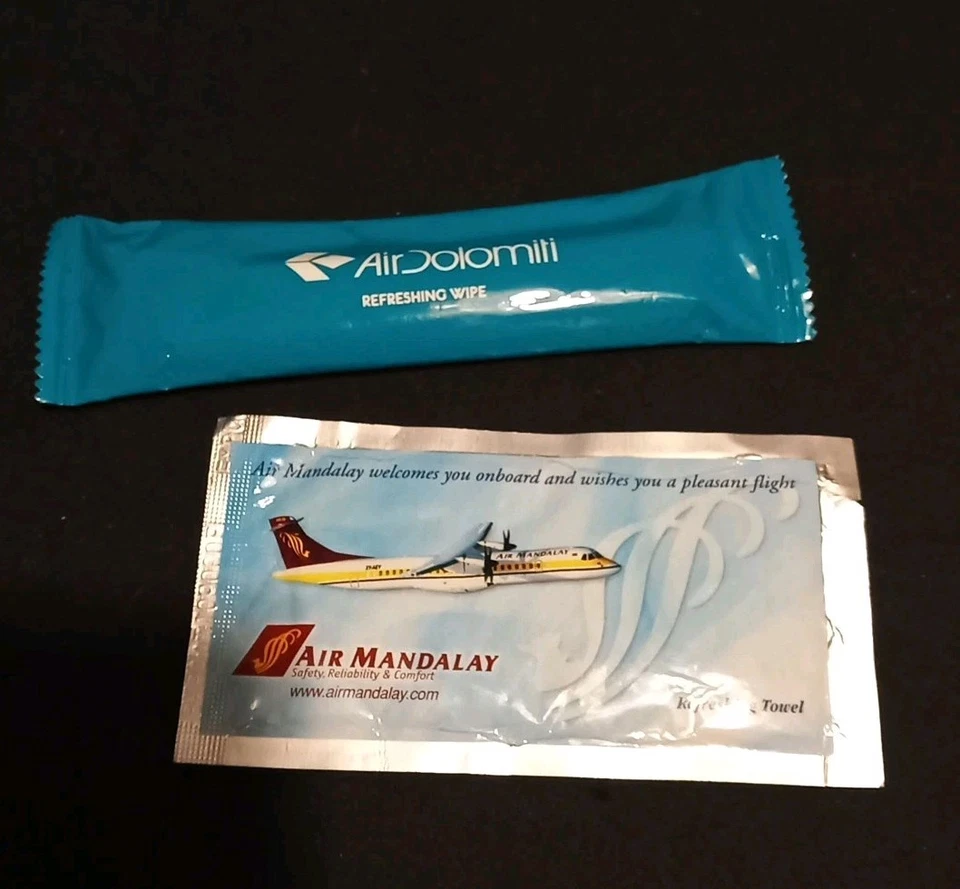 AirDolomiti
REFRESHING WIPE
Air Mandalay welcomes you onboard and wishes you a pleasant flight
AIR MANDALAY
AIR MANDALAY
Safety, Reliability & Comfort
www.airmandalay.com
Towel